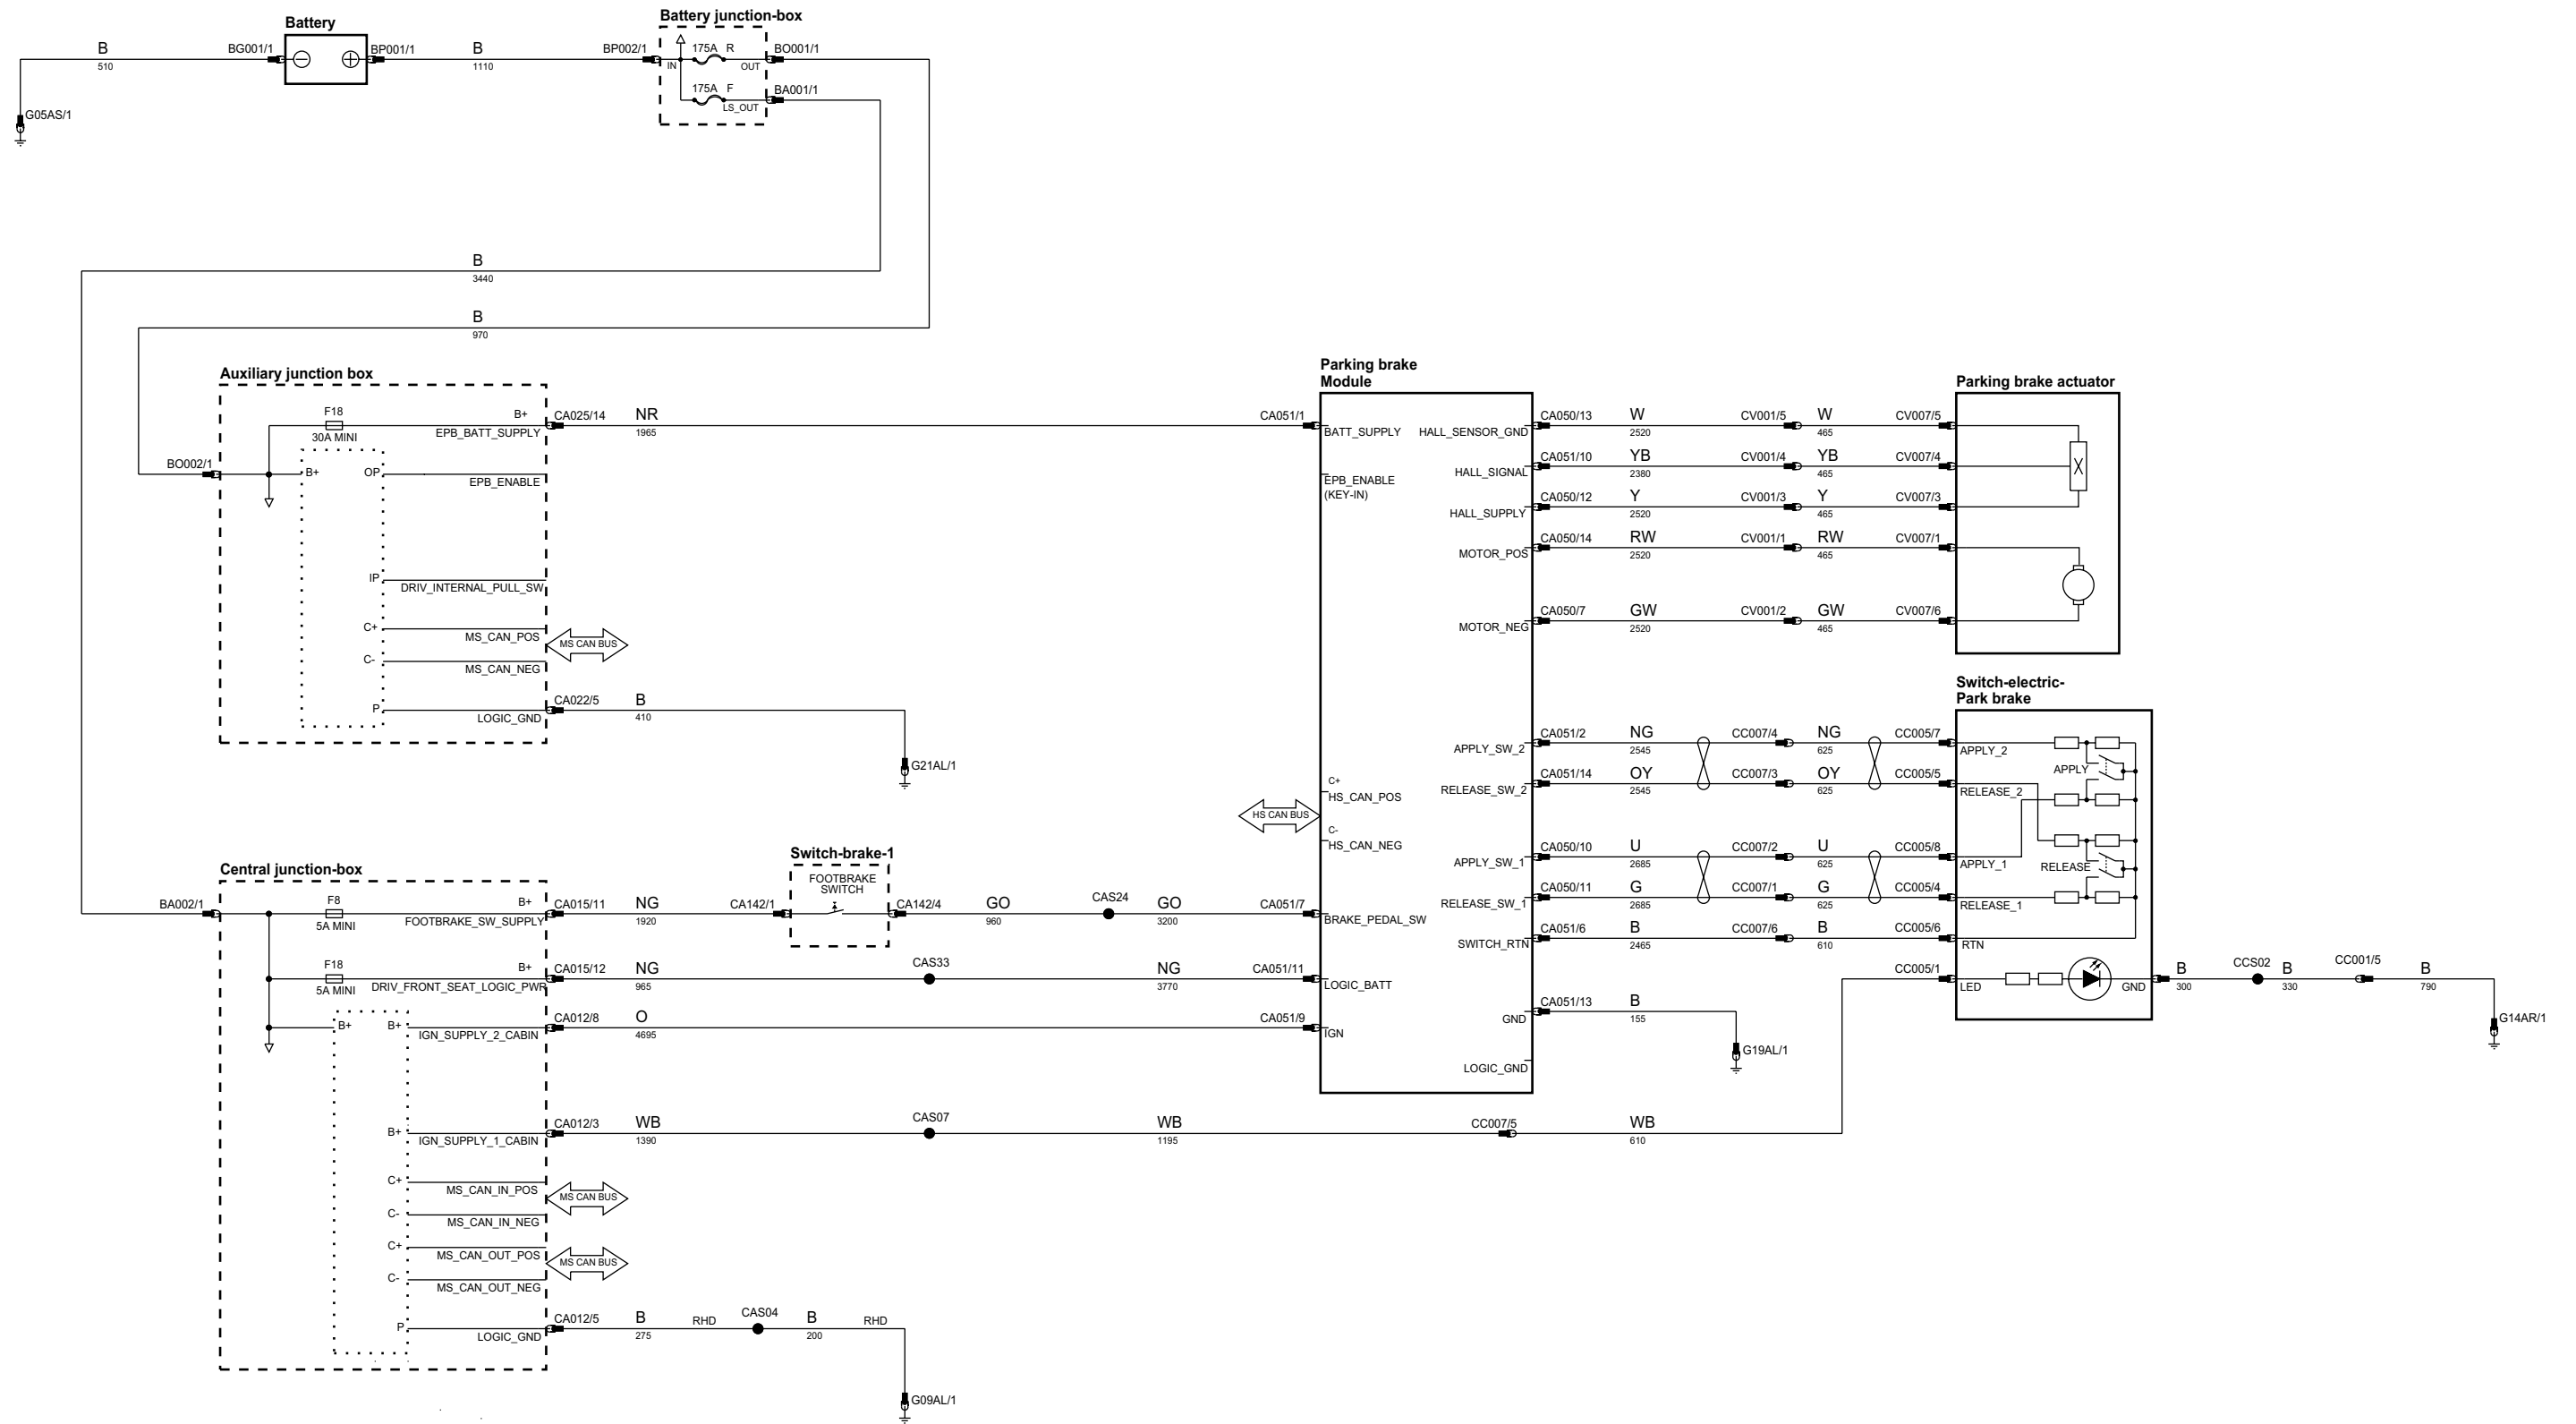 Battery
Battery junction-box
B
510
BG001/1
BP001/1
B
1110
BP002/1
IN
175A R
OUT
BO001/1
175A F
LS_OUT
BA001/1
G05AS/1
B
3440
B
970
Auxiliary junction box
F18
30A MINI
B+
EPB_BATT_SUPPLY
CA025/14
NR
1965
CA051/1
BO002/1
B+
OP
EPB_ENABLE
IP
DRIV_INTERNAL_PULL_SW
C+
MS_CAN_POS
MS CAN BUS
C-
MS_CAN_NEG
P
LOGIC_GND
CA022/5
B
410
G21AL/1
Parking brake
Module
BATT_SUPPLY
EPB_ENABLE
(KEY-IN)
C+
HS_CAN_POS
HS CAN BUS
C-
HS_CAN_NEG
BRAKE_PEDAL_SW
LOGIC_BATT
IGN
HALL_SENSOR_GND
HALL_SIGNAL
HALL_SUPPLY
MOTOR_POS
MOTOR_NEG
APPLY_SW_2
RELEASE_SW_2
APPLY_SW_1
RELEASE_SW_1
SWITCH_RTN
GND
LOGIC_GND
Parking brake actuator
CA050/13
W
2520
CV001/5
W
465
CV007/5
CA051/10
YB
2380
CV001/4
YB
465
CV007/4
CA050/12
Y
2520
CV001/3
Y
465
CV007/3
CA050/14
RW
2520
CV001/1
RW
465
CV007/1
CA050/7
GW
2520
CV001/2
GW
465
CV007/6
Switch-electric-
Park brake
CA051/2
NG
2545
CC007/4
NG
625
CC005/7
APPLY_2
APPLY
CA051/14
OY
2545
CC007/3
OY
625
CC005/5
RELEASE_2
CA050/10
U
2685
CC007/2
U
625
CC005/8
APPLY_1
RELEASE
CA050/11
G
2685
CC007/1
G
625
CC005/4
RELEASE_1
CA051/6
B
2465
CC007/6
B
610
CC005/6
RTN
CC005/1
LED
GND
B
300
CCS02
B
330
CC001/5
B
790
G14AR/1
CA051/13
B
155
G19AL/1
Central junction-box
BA002/1
F8
5A MINI
B+
FOOTBRAKE_SW_SUPPLY
CA015/11
NG
1920
CA142/1
Switch-brake-1
FOOTBRAKE
SWITCH
CA142/4
GO
960
CAS24
GO
3200
CA051/7
F18
5A MINI
B+
DRIV_FRONT_SEAT_LOGIC_PWR
CA015/12
NG
965
CAS33
NG
3770
CA051/11
B+
B+
IGN_SUPPLY_2_CABIN
CA012/8
O
4695
CA051/9
B+
IGN_SUPPLY_1_CABIN
CA012/3
WB
1390
CAS07
WB
1195
CC007/5
WB
610
C+
MS_CAN_IN_POS
MS CAN BUS
C-
MS_CAN_IN_NEG
C+
MS_CAN_OUT_POS
MS CAN BUS
C-
MS_CAN_OUT_NEG
P
LOGIC_GND
CA012/5
B
275
RHD
CAS04
B
200
RHD
G09AL/1